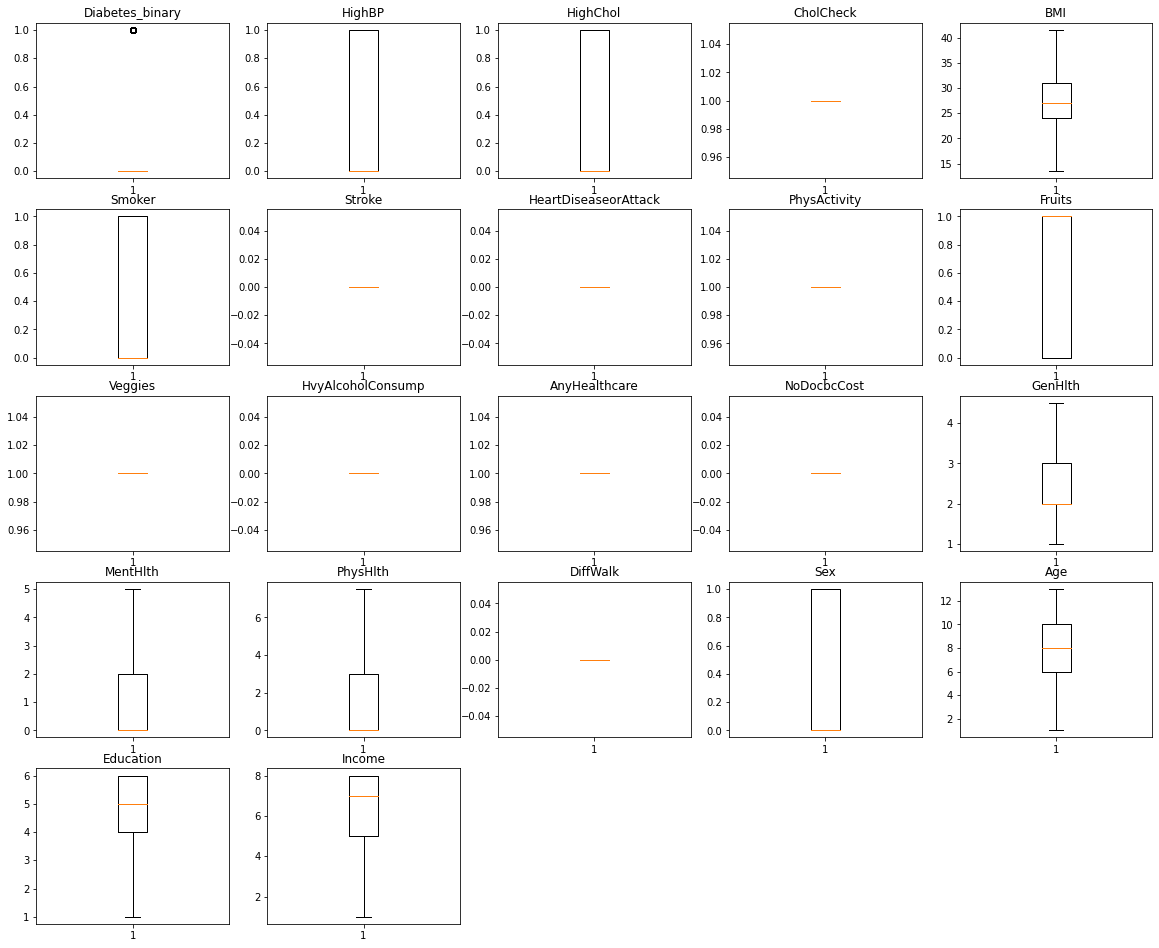 Diabetes_binary HighBP HighChol CholCheck BMI
1.0 1.0 1.0 1.04 40
0.8 0.8 0.8 1.02 35
0.6 0.6 0.6 1.00 30
0.4 0.4 0.4 0.98 25
0.2 0.2 0.2 0.96 20
0.0 0.0 0.0 15
1 1 1 1 1
Smoker Stroke HeartDiseaseorAttack PhysActivity Fruits
1.0 0.04 0.04 1.04 1.0
0.8 0.02 0.02 1.02 0.8
0.6 0.00 0.00 1.00 0.6
0.4 −0.02 −0.02 0.98 0.4
0.2 −0.04 −0.04 0.96 0.2
0.0 0.0
1 1 1 1 1
Veggies HvyAlcoholConsump AnyHealthcare NoDocbcCost GenHlth
1.04 0.04 1.04 0.04 4
1.02 0.02 1.02 0.02 3
1.00 0.00 1.00 0.00 2
0.98 −0.02 0.98 −0.02 1
0.96 −0.04 0.96 −0.04
1 1 1 1 1
MentHlth PhysHlth DiffWalk Sex Age
5 6 0.04 1.0 12
4 4 0.02 0.8 10
3 2 0.00 0.6 8
2 0 −0.02 0.4 6
1 −0.04 0.2 4
0 0.0 2
1 1 1 1 1
Education Income
6 8
5 6
4 4
3 2
2
1
1 1